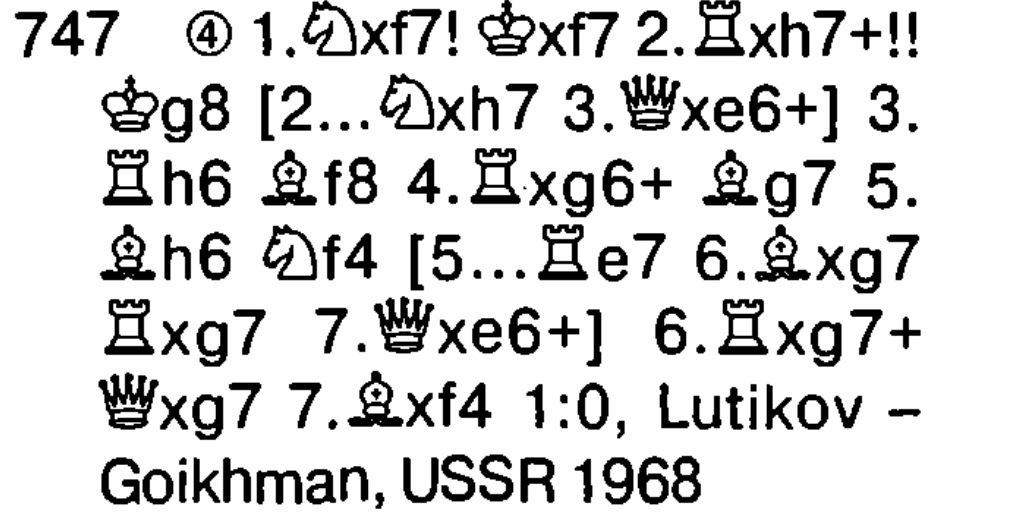 747 ④ 1.♘xf7! ♔xf7 2.♖xh7+!!
♔g8 [2...♘xh7 3.♕xe6+] 3.
♖h6 ♗f8 4.♖xg6+ ♗g7 5.
♗h6 ♘f4 [5...♖e7 6.♗xg7
♖xg7 7.♕xe6+] 6.♖xg7+
♕xg7 7.♗xf4 1:0, Lutikov –
Goikhman, USSR 1968